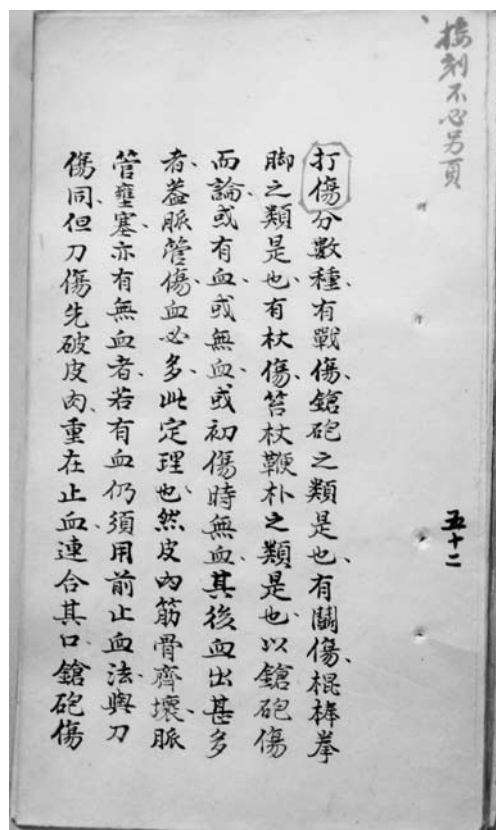 接刻不必另頁
五十二
打傷分數種、有戰傷、鎗砲之類是也、有鬭傷、棍棒拳
脚之類是也、有杖傷、笞杖鞭朴之類是也、以鎗砲傷
而論、或有血、或無血、或初傷時無血、其後血出甚多
者、葢脈管傷、血必多、此定理也、然皮肉筋骨齊壞、脈
管壅塞、亦有無血者、若有血仍須用前止血法、與刀
傷同、但刀傷先破皮肉、重在止血、連合其口、鎗砲傷